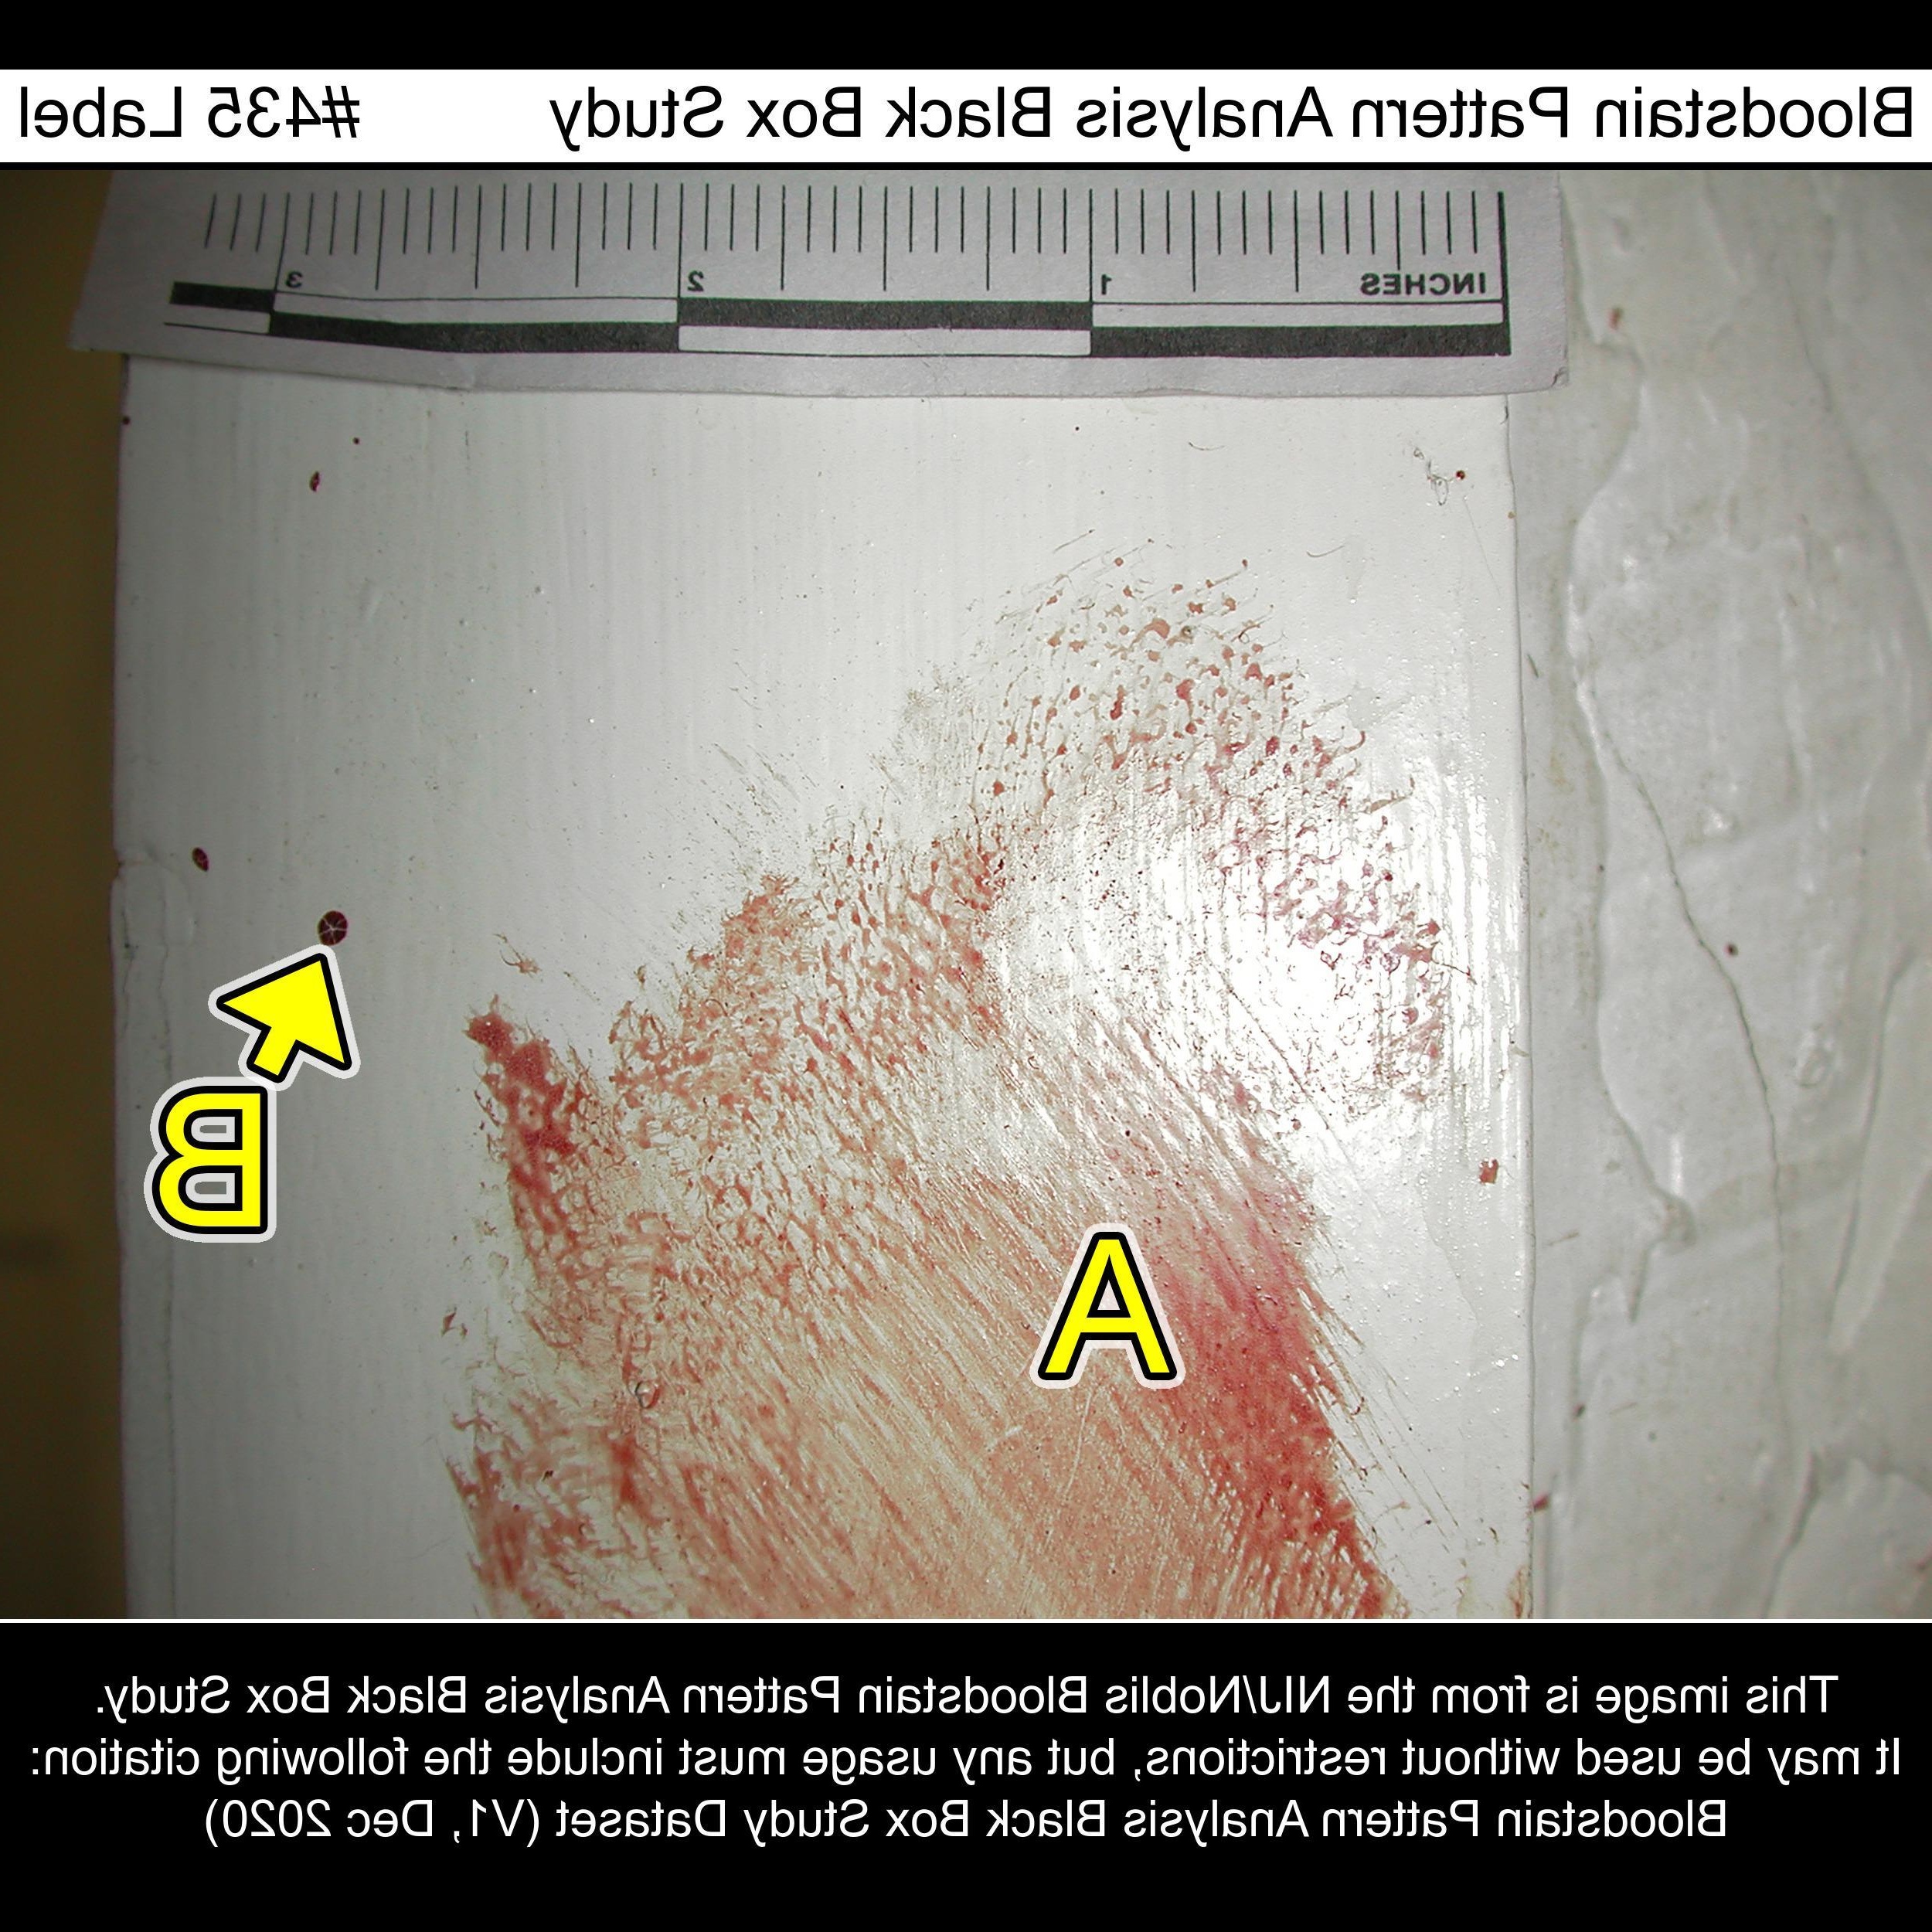 Bloodstain Pattern Analysis Black Box Study #435 Label
INCHES 1 2 3
B
A
This image is from the NIJ/Noblis Bloodstain Pattern Analysis Black Box Study.
It may be used without restrictions, but any usage must include the following citation:
Bloodstain Pattern Analysis Black Box Study Dataset (V1, Dec 2020)